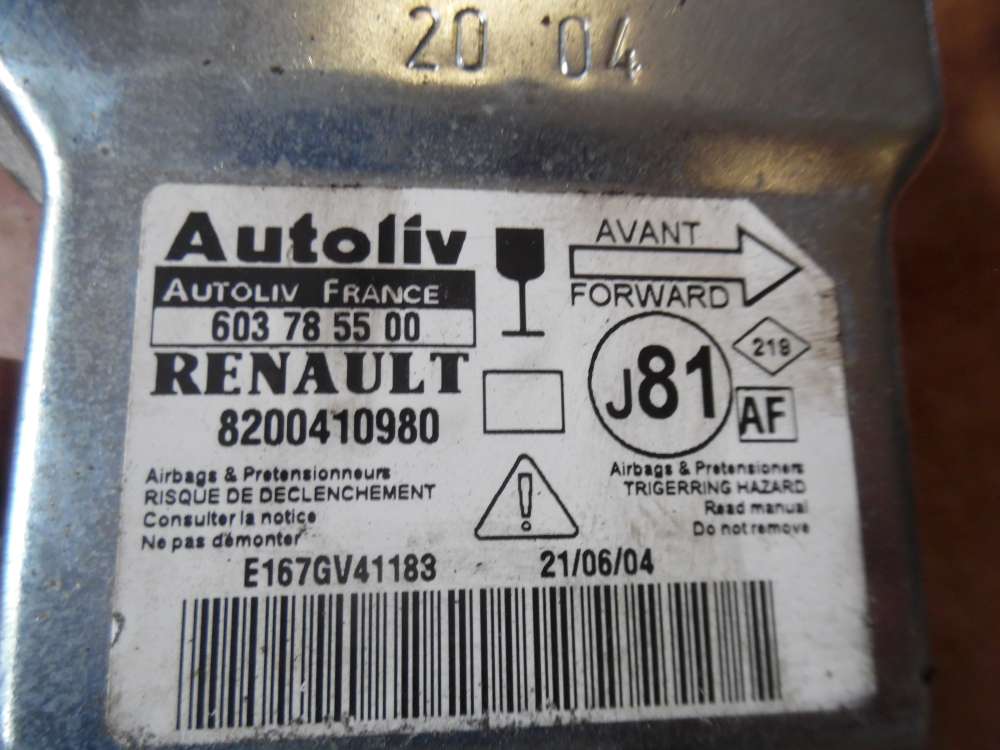 20 04
Autoliv
AUTOLIV FRANCE
603 78 55 00
RENAULT
8200410980
AVANT
FORWARD
J81
218
AF
Airbags & Pretensionneurs
RISQUE DE DECLENCHEMENT
Consulter la notice
Ne pas démonter
Airbags & Pretensioners
TRIGERRING HAZARD
Read manual
Do not remove
E167GV41183 21/06/04